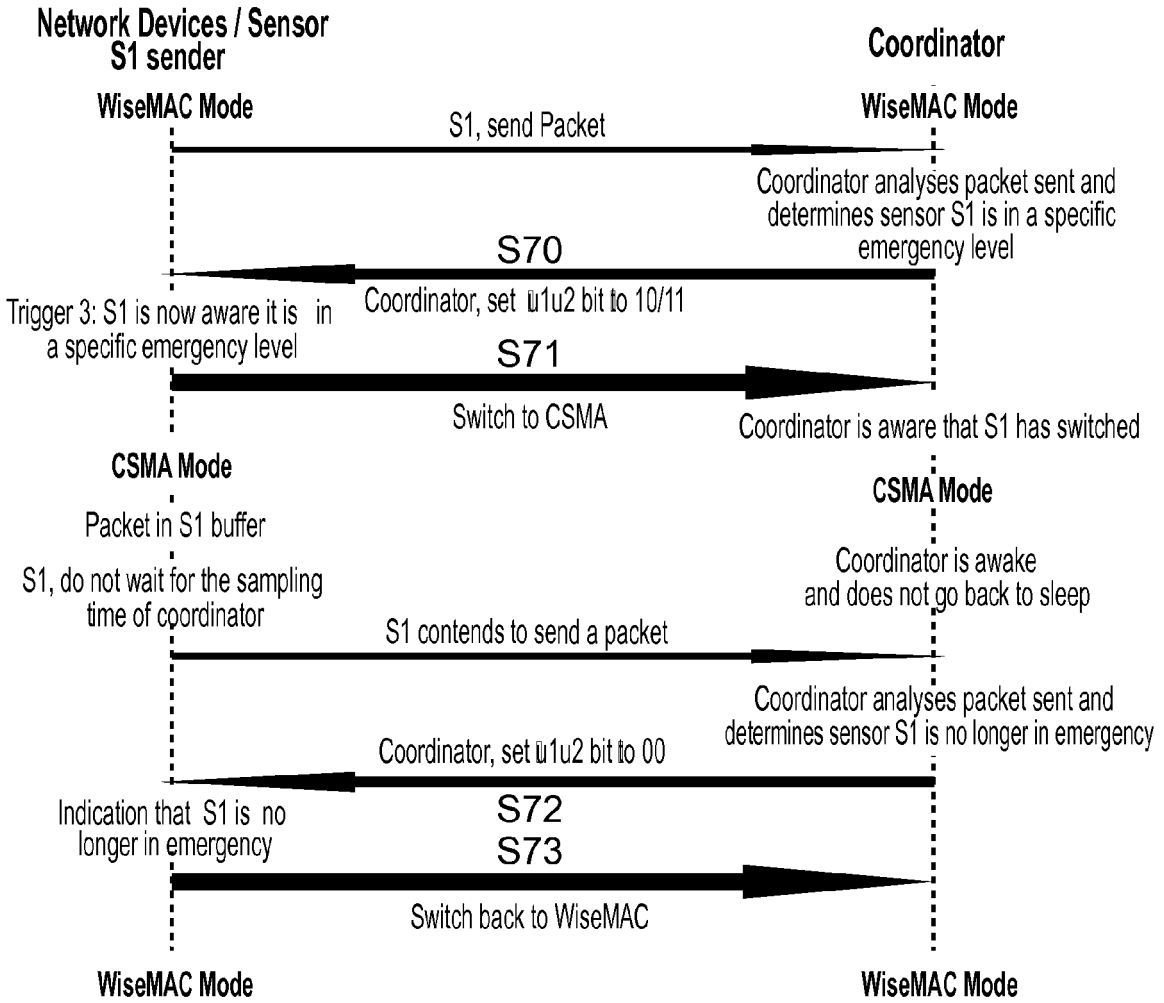 Network Devices / Sensor
S1 sender
Coordinator
WiseMAC Mode
WiseMAC Mode
S1, send Packet
Coordinator analyses packet sent and
determines sensor S1 is in a specific
emergency level
S70
Coordinator, set u1u2 bit to 10/11
Trigger 3: S1 is now aware it is in
a specific emergency level
S71
Switch to CSMA
Coordinator is aware that S1 has switched
CSMA Mode
CSMA Mode
Packet in S1 buffer
Coordinator is awake
and does not go back to sleep
S1, do not wait for the sampling
time of coordinator
S1 contends to send a packet
Coordinator analyses packet sent and
determines sensor S1 is no longer in emergency
Coordinator, set u1u2 bit to 00
S72
Indication that S1 is no
longer in emergency
S73
Switch back to WiseMAC
WiseMAC Mode
WiseMAC Mode